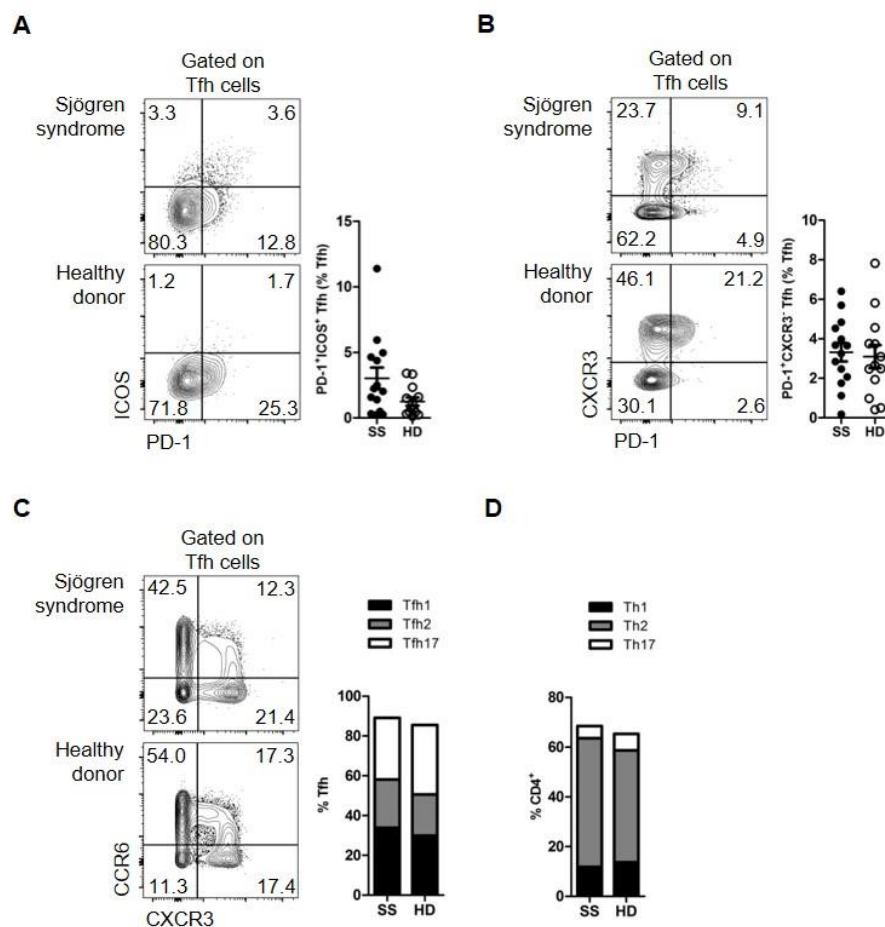 A
Gated on
Tfh cells
Sjögren
syndrome
3.3
3.6
80.3
12.8
Healthy
donor
1.2
1.7
71.8
25.3
ICOS
PD-1
PD-1+ICOS+ Tfh (% Tfh)
15
10
5
0
SS
HD
B
Gated on
Tfh cells
Sjögren
syndrome
23.7
9.1
62.2
4.9
Healthy
donor
46.1
21.2
30.1
2.6
CXCR3
PD-1
PD-1+CXCR3- Tfh (% Tfh)
10
8
6
4
2
0
SS
HD
C
Gated on
Tfh cells
Sjögren
syndrome
42.5
12.3
23.6
21.4
Healthy
donor
54.0
17.3
11.3
17.4
CCR6
CXCR3
Tfh1
Tfh2
Tfh17
% Tfh
100
80
60
40
20
0
SS
HD
D
Th1
Th2
Th17
% CD4+
80
60
40
20
0
SS
HD